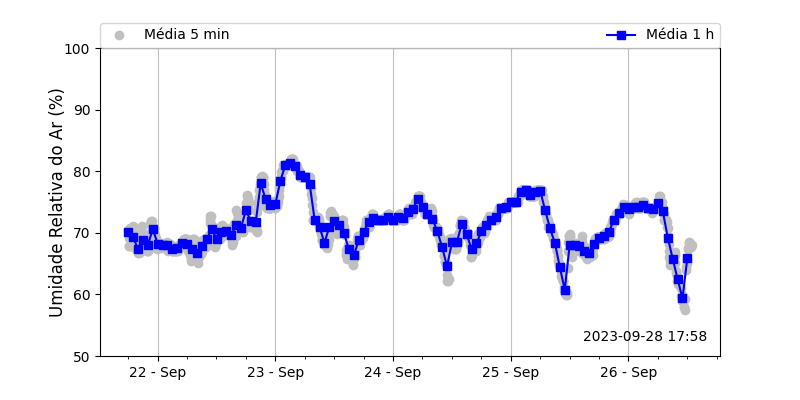 Média 5 min
Média 1 h
Umidade Relativa do Ar (%)
100
90
80
70
60
50
2023-09-28 17:58
22 - Sep
23 - Sep
24 - Sep
25 - Sep
26 - Sep